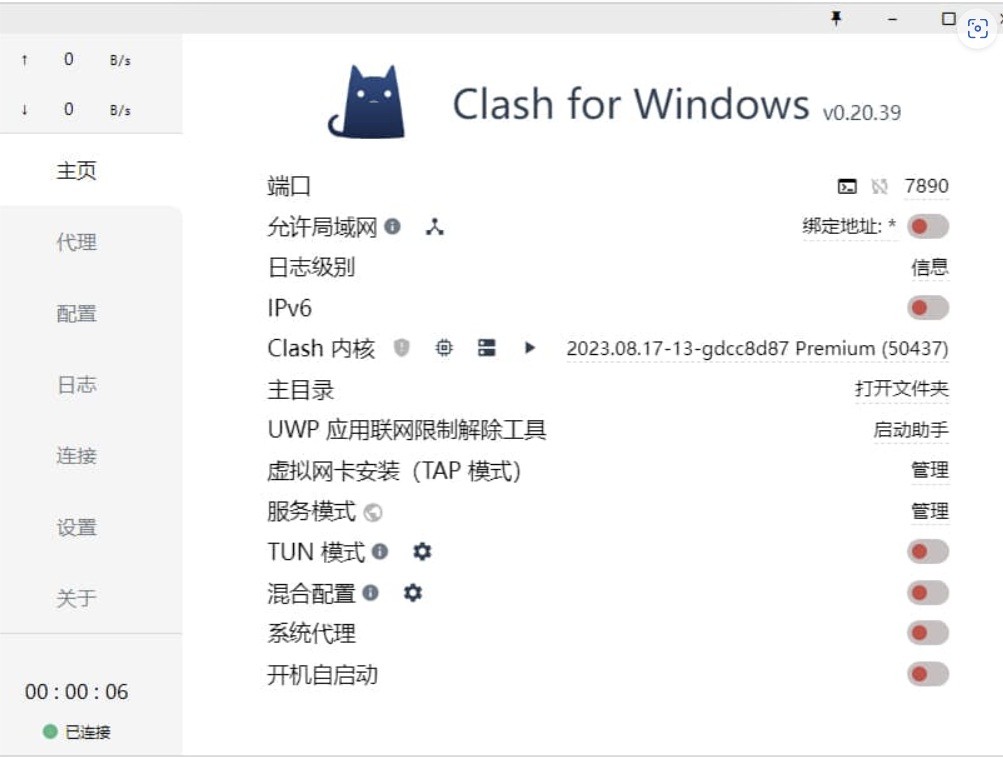 ↑ 0 B/s
↓ 0 B/s
主页
代理
配置
日志
连接
设置
关于
00 : 00 : 06
已连接
Clash for Windows v0.20.39
端口 7890
允许局域网 绑定地址: *
日志级别 信息
IPv6
Clash 内核 2023.08.17-13-gdcc8d87 Premium (50437)
主目录 打开文件夹
UWP 应用联网限制解除工具 启动助手
虚拟网卡安装（TAP 模式） 管理
服务模式 管理
TUN 模式
混合配置
系统代理
开机自启动